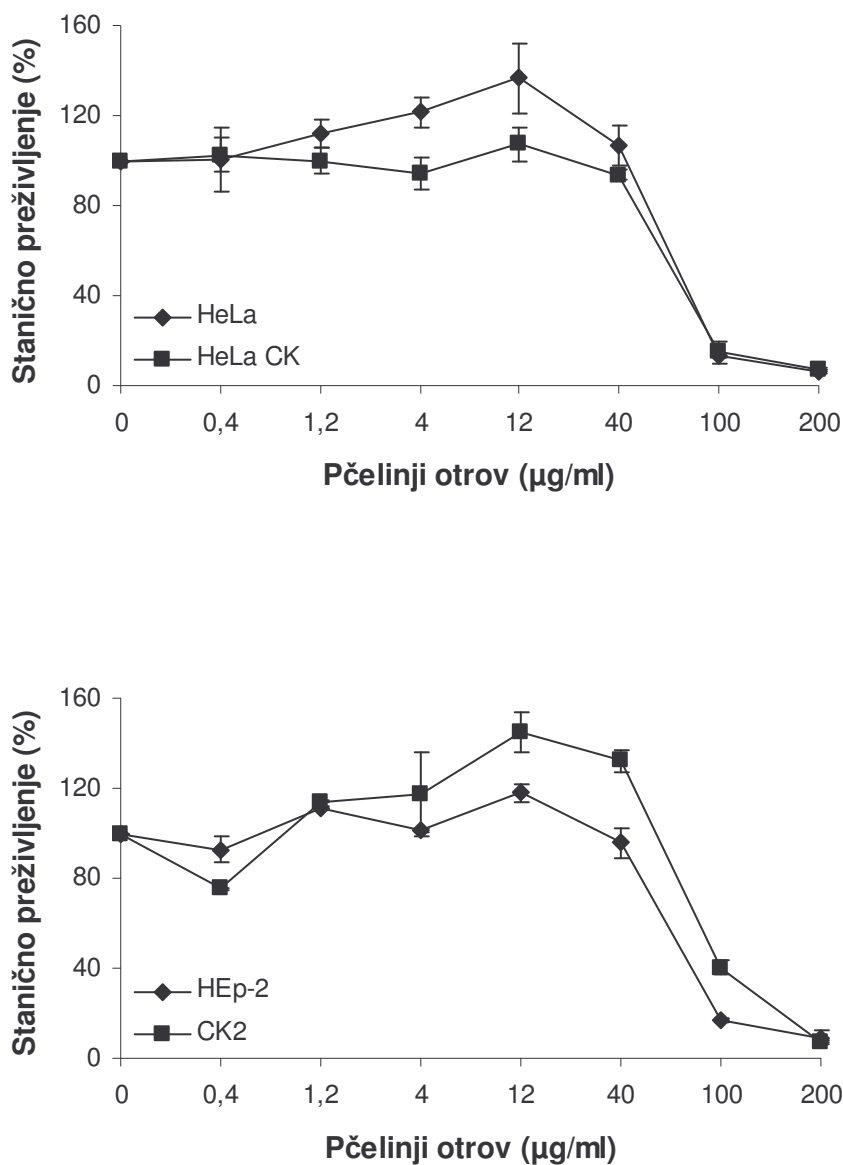 160
120
80
40
0
Stanično preživljenje (%)
HeLa
HeLa CK
0 0,4 1,2 4 12 40 100 200
Pčelinji otrov (µg/ml)
160
120
80
40
0
Stanično preživljenje (%)
HEp-2
CK2
0 0,4 1,2 4 12 40 100 200
Pčelinji otrov (µg/ml)